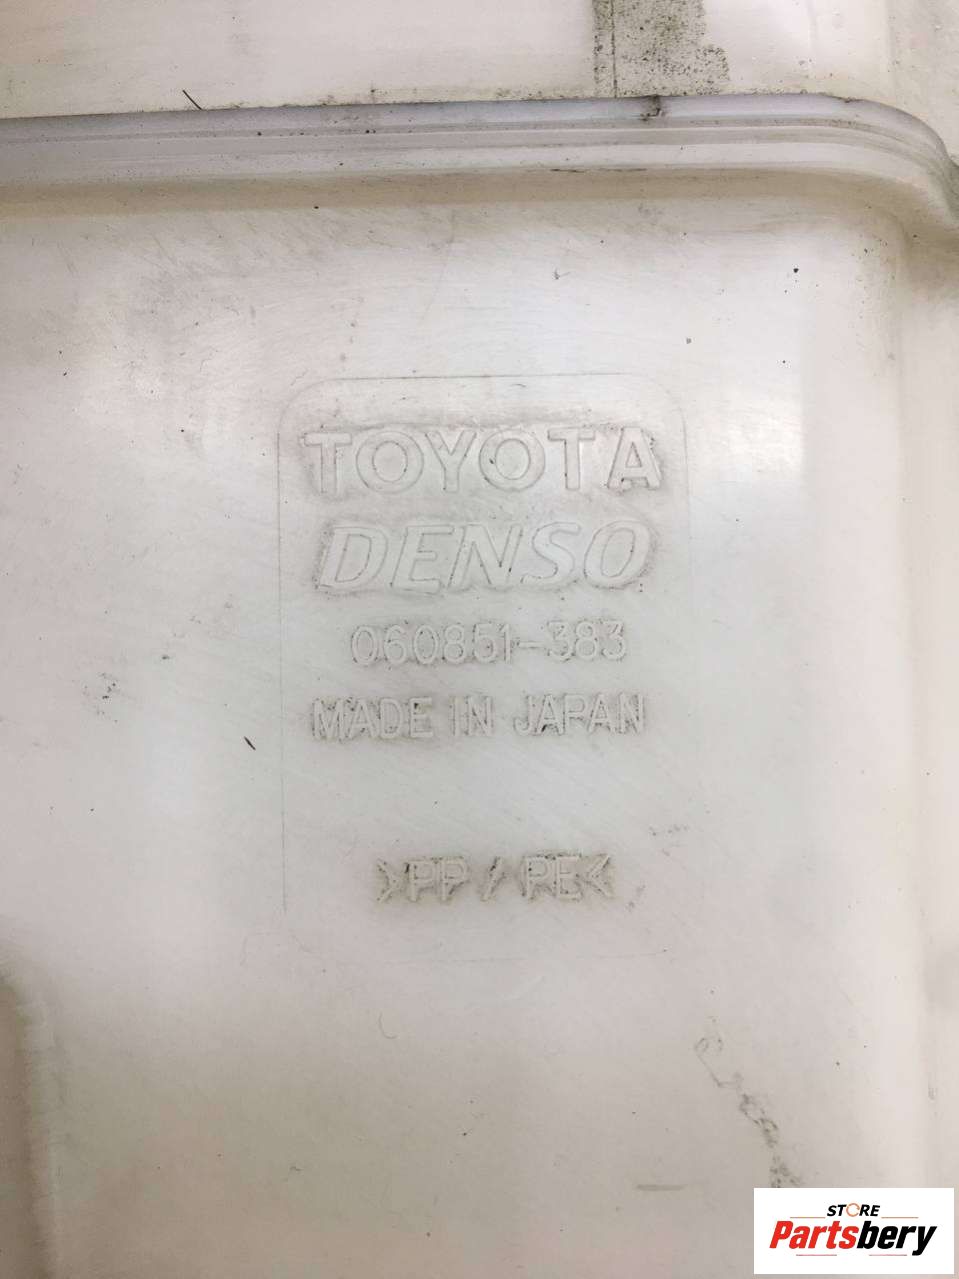 TOYOTA
DENSO
060851-383
MADE IN JAPAN
>PP / PE<
STORE
Partsbery